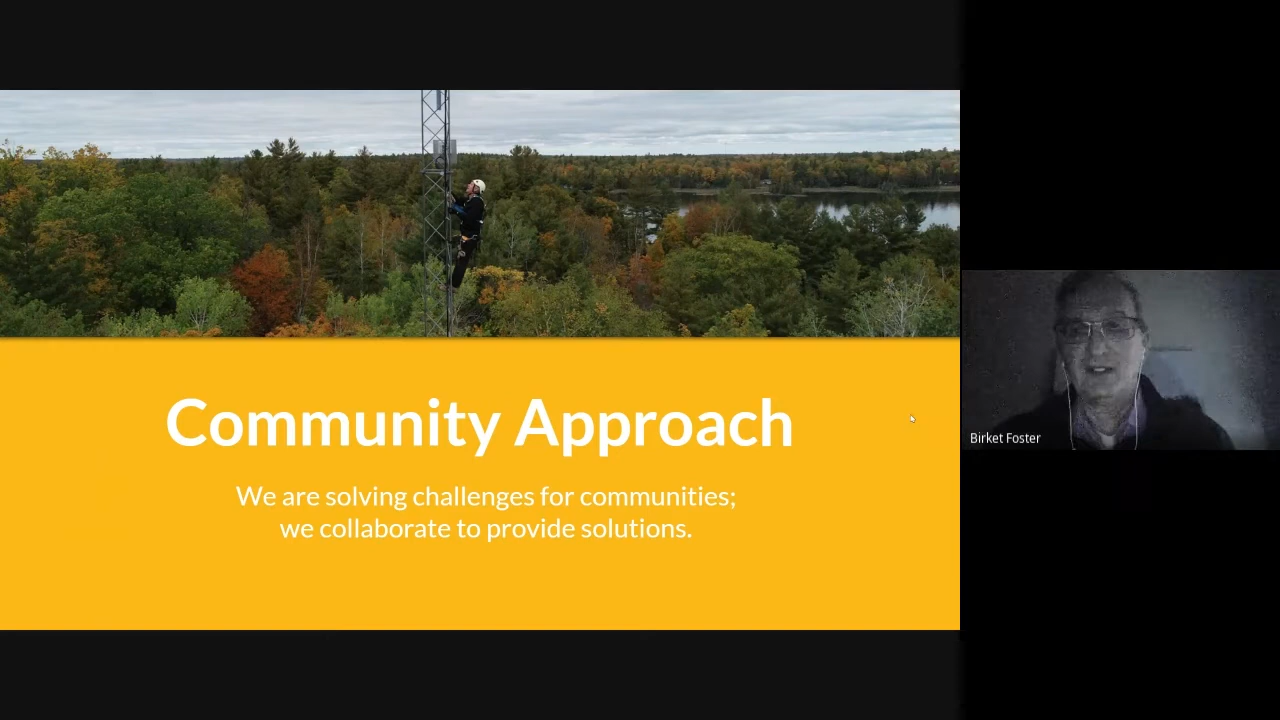 Community Approach
We are solving challenges for communities;
we collaborate to provide solutions.
Birket Foster